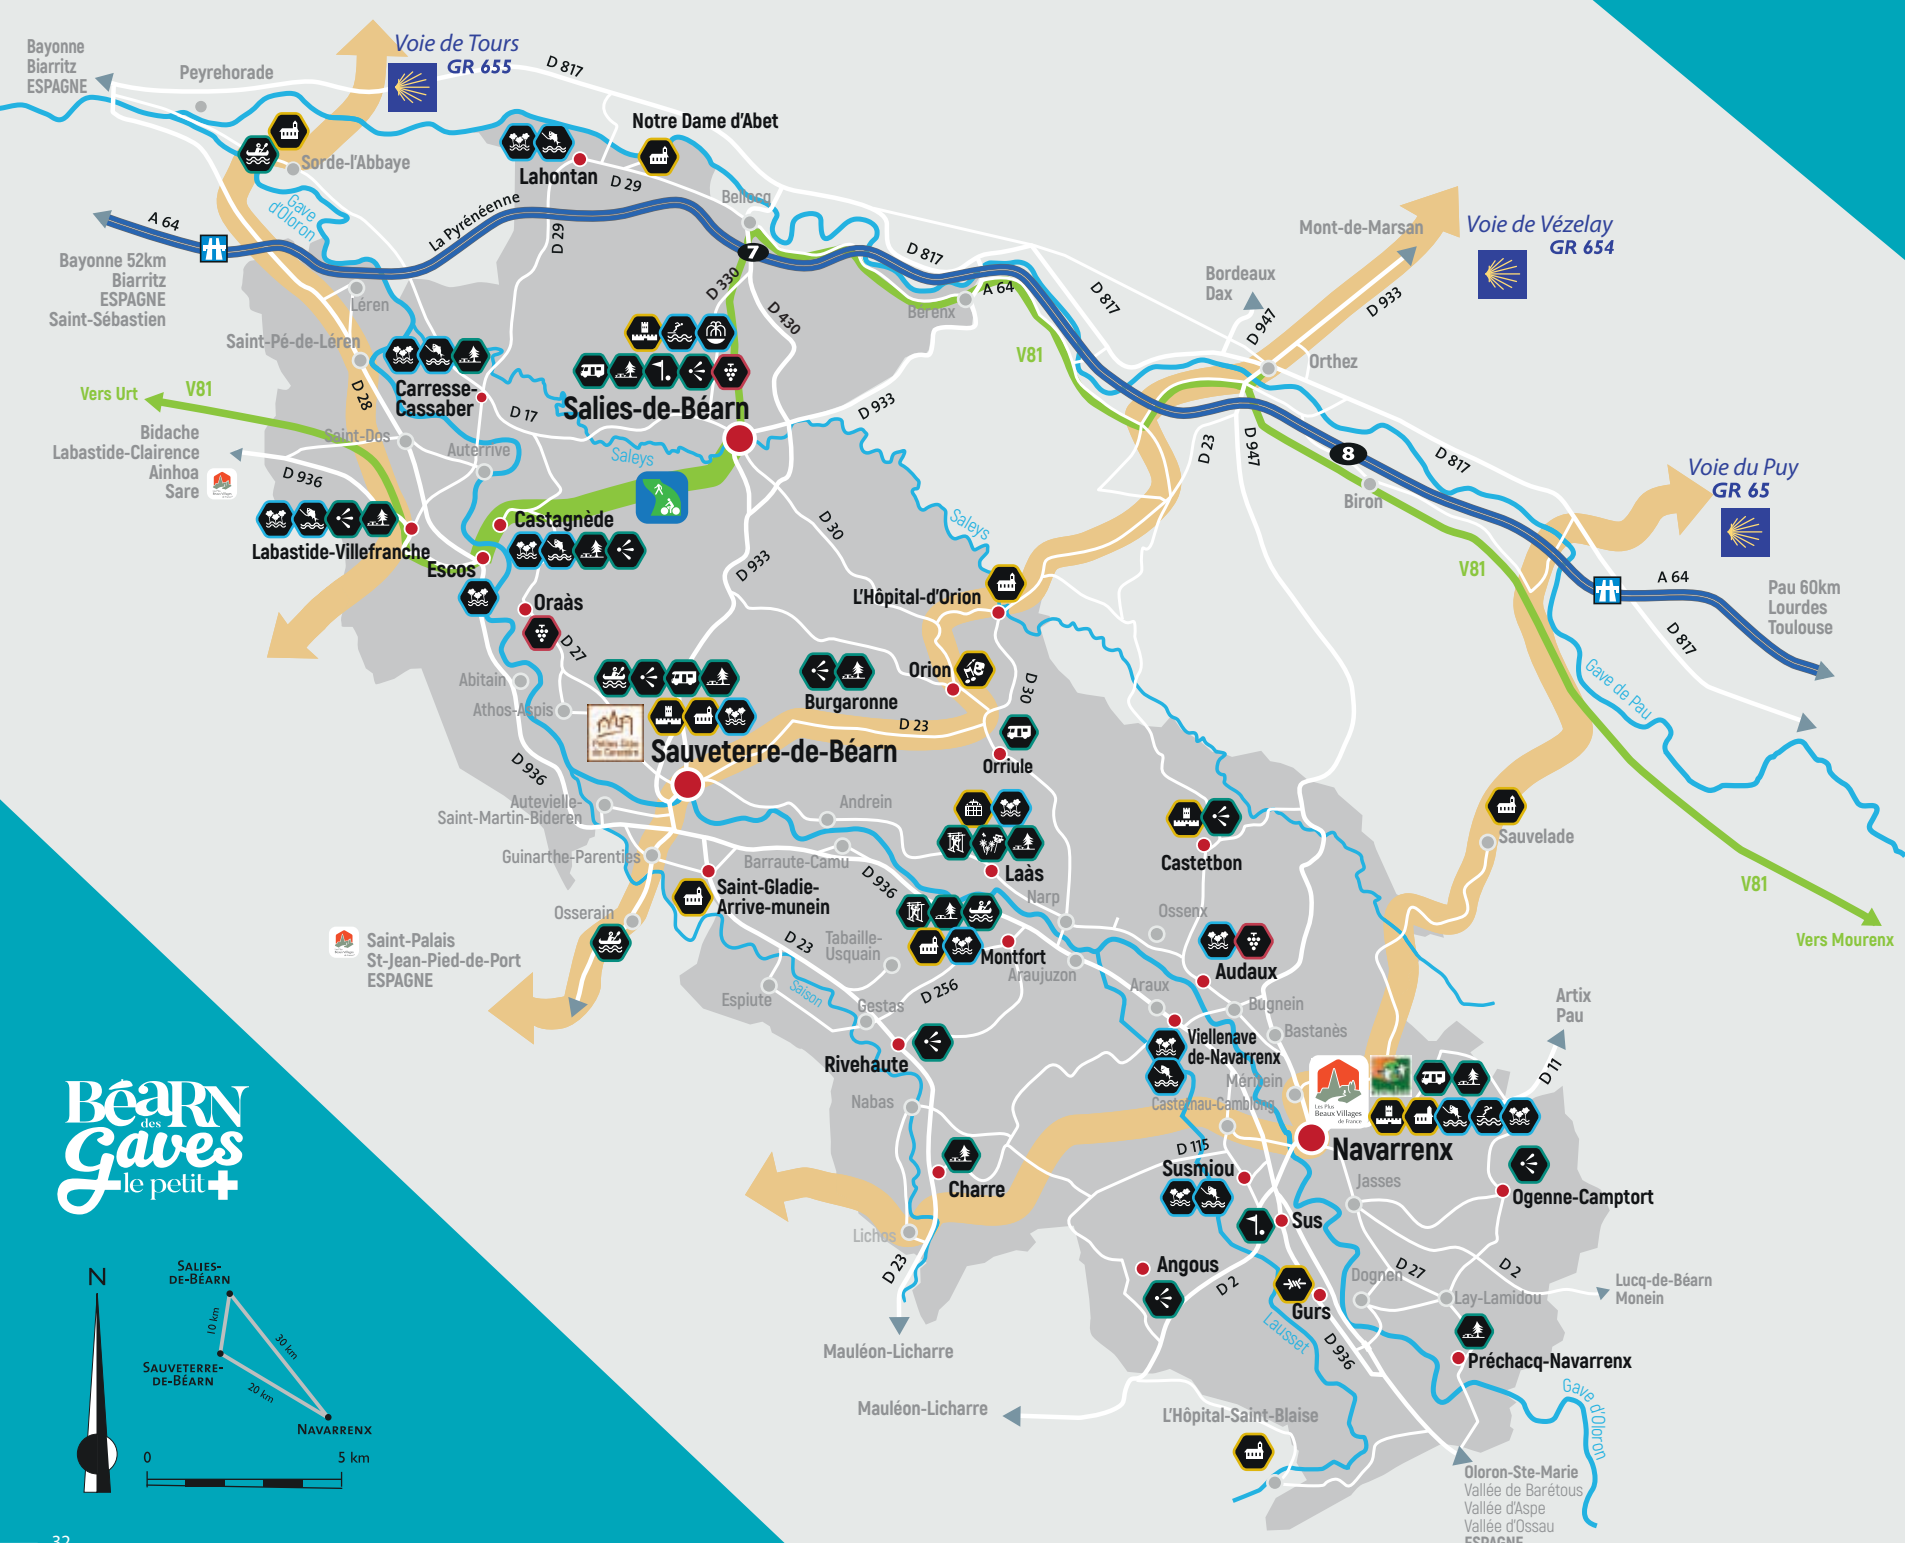 Bayonne
Biarritz
ESPAGNE
Peyrehorade
Voie de Tours
GR 655
D 817
Notre Dame d'Abet
Sorde-l'Abbaye
Lahontan
D 29
Bellocq
Gave
d'Oloron
A 64
La Pyrénéenne
D 29
7
D 817
Mont-de-Marsan
Voie de Vézelay
GR 654
Bayonne 52km
Biarritz
ESPAGNE
Saint-Sébastien
Léren
D 330
D 430
A 64
Bérenx
D 817
Bordeaux
Dax
D 947
D 933
Saint-Pé-de-Léren
V81
Orthez
Vers Urt
V81
D 28
Carresse-
Cassaber
D 17
Salies-de-Béarn
D 933
Bidache
Labastide-Clairence
Ainhoa
Sare
Saint-Dos
Auterrive
Saleys
D 23
D 947
8
D 817
Voie du Puy
GR 65
D 936
Biron
Labastide-Villefranche
Castagnède
Escos
D 30
Saleys
D 933
V81
A 64
Pau 60km
Lourdes
Toulouse
Oraàs
L'Hôpital-d'Orion
D 27
D 817
Abitain
Athos-Aspis
Burgaronne
Orion
D 30
Gave de Pau
D 23
Sauveterre-de-Béarn
Orriule
D 936
Autevielle-
Saint-Martin-Bideren
Andrein
Sauvelade
Guinarthe-Parenties
Barraute-Camu
D 936
Laàs
Castetbon
V81
Saint-Gladie-
Arrive-munein
Narp
Osserain
Ossenx
Vers Mourenx
Saint-Palais
St-Jean-Pied-de-Port
ESPAGNE
D 23
Tabaille-
Usquain
Montfort
Araujuzon
Audaux
Espiute
Saison
D 256
Gestas
Araux
Bugnein
Artix
Pau
Rivehaute
Viellenave
de-Navarrenx
Bastanès
Méritein
D 11
Nabas
Castetnau-Camblong
Les Plus
Beaux Villages
de France
Navarrenx
D 115
Susmiou
Charre
Jasses
Ogenne-Camptort
Lichos
Sus
D 23
Angous
D 2
Dognen
D 27
D 2
Lucq-de-Béarn
Monein
Gurs
Lay-Lamidou
Lausset
D 936
Mauléon-Licharre
Préchacq-Navarrenx
Gave d'Oloron
Mauléon-Licharre
L'Hôpital-Saint-Blaise
Oloron-Ste-Marie
Vallée de Barétous
Vallée d'Aspe
Vallée d'Ossau
ESPAGNE
BéaRN
des
Gaves
le petit +
N
SALIES-
DE-BÉARN
10 km
30 km
SAUVETERRE-
DE-BÉARN
20 km
NAVARRENX
0
5 km
32